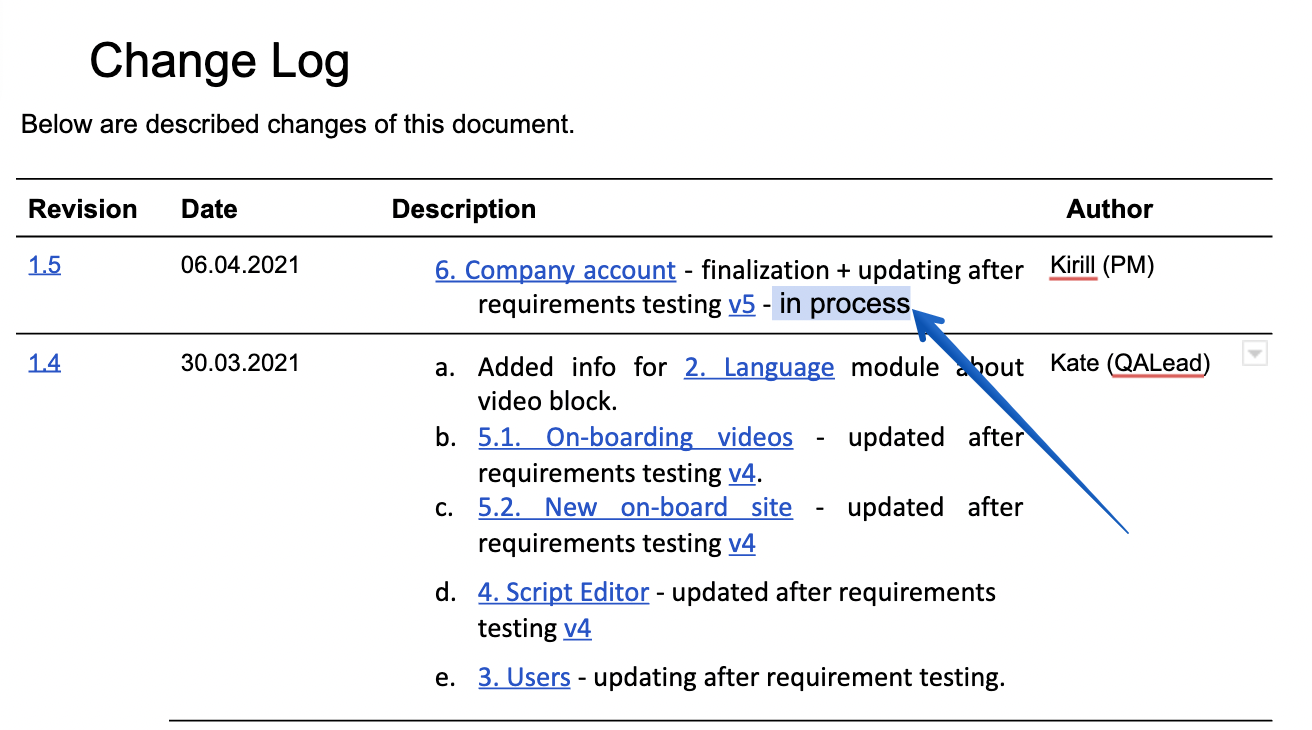 Change Log
Below are described changes of this document.
Revision Date Description Author
1.5 06.04.2021 6. Company account - finalization + updating after Kirill (PM)
requirements testing v5 - in process
1.4 30.03.2021 a. Added info for 2. Language module about Kate (QALead)
video block.
b. 5.1. On-boarding videos - updated after
requirements testing v4.
c. 5.2. New on-board site - updated after
requirements testing v4
d. 4. Script Editor - updated after requirements
testing v4
e. 3. Users - updating after requirement testing.